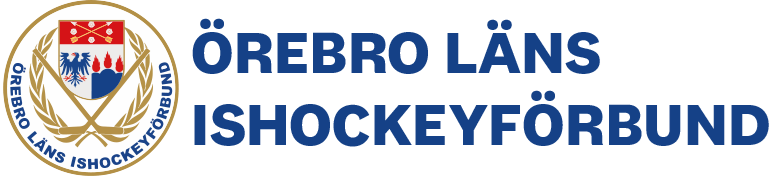 ÖREBRO LÄNS ISHOCKEYFÖRBUND
ÖREBRO LÄNS
ISHOCKEYFÖRBUND